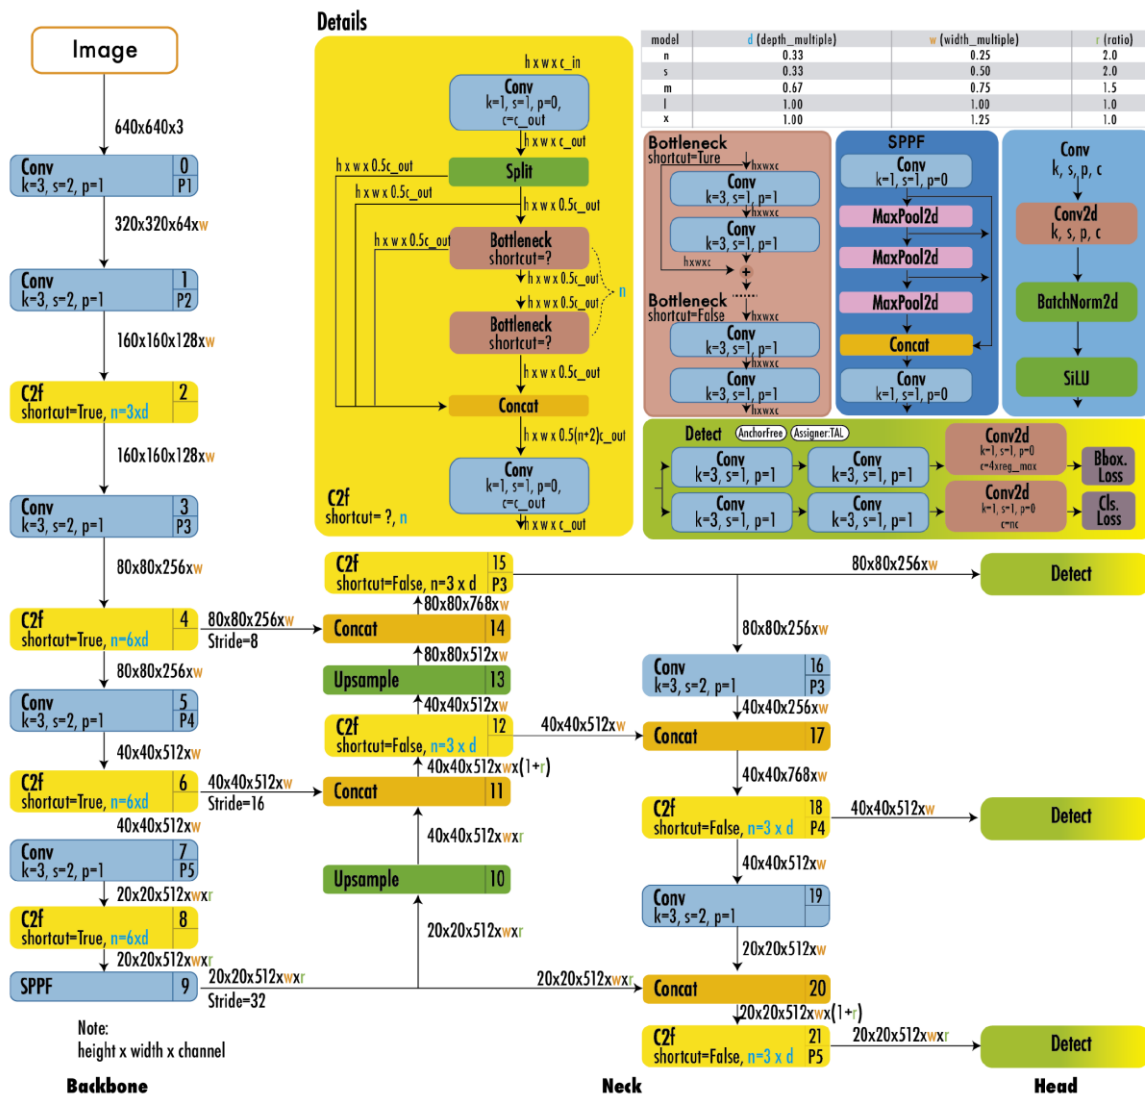 Details
Image
640x640x3
Conv 0
k=3, s=2, p=1 P1
320x320x64xw
Conv 1
k=3, s=2, p=1 P2
160x160x128xw
C2f 2
shortcut=True, n=3xd
160x160x128xw
Conv 3
k=3, s=2, p=1 P3
80x80x256xw
C2f 4
shortcut=True, n=6xd
80x80x256xw
Stride=8
80x80x256xw
Conv 5
k=3, s=2, p=1 P4
40x40x512xw
C2f 6
shortcut=True, n=6xd
40x40x512xw
Stride=16
40x40x512xw
Conv 7
k=3, s=2, p=1 P5
20x20x512xwxr
C2f 8
shortcut=True, n=6xd
20x20x512xwxr
SPPF 9
20x20x512xwxr
Stride=32
Note:
height x width x channel
Backbone
h x w x c_in
Conv
k=1, s=1, p=0,
c=c_out
h x w x c_out
Split
h x w x 0.5c_out
h x w x 0.5c_out
h x w x 0.5c_out
h x w x 0.5c_out
Bottleneck
shortcut=?
h x w x 0.5c_out
n
h x w x 0.5c_out
Bottleneck
shortcut=?
h x w x 0.5c_out
Concat
h x w x 0.5(n+2)c_out
Conv
k=1, s=1, p=0,
c=c_out
h x w x c_out
C2f
shortcut= ?, n
model d (depth_multiple) w (width_multiple) r (ratio)
n 0.33 0.25 2.0
s 0.33 0.50 2.0
m 0.67 0.75 1.5
l 1.00 1.00 1.0
x 1.00 1.25 1.0
Bottleneck
shortcut=Ture
hxwxc
Conv
k=3, s=1, p=1
hxwxc
Conv
k=3, s=1, p=1
hxwxc
+
Bottleneck
shortcut=False
hxwxc
Conv
k=3, s=1, p=1
hxwxc
Conv
k=3, s=1, p=1
hxwxc
SPPF
Conv
k=1, s=1, p=0
MaxPool2d
MaxPool2d
MaxPool2d
Concat
Conv
k=1, s=1, p=0
Conv
k, s, p, c
Conv2d
k, s, p, c
BatchNorm2d
SiLU
Detect AnchorFree Assigner:TAL
Conv
k=3, s=1, p=1
Conv
k=3, s=1, p=1
Conv2d
k=1, s=1, p=0
c=4xreg_max
Bbox.
Loss
Conv
k=3, s=1, p=1
Conv
k=3, s=1, p=1
Conv2d
k=1, s=1, p=0
c=nc
Cls.
Loss
C2f 15
shortcut=False, n=3 x d P3
80x80x768xw
Concat 14
80x80x512xw
Upsample 13
40x40x512xw
C2f 12
shortcut=False, n=3 x d
40x40x512xwx(1+r)
Concat 11
40x40x512xwxr
Upsample 10
20x20x512xwxr
80x80x256xw
Detect
80x80x256xw
Conv 16
k=3, s=2, p=1 P3
40x40x256xw
40x40x512xw
Concat 17
40x40x768xw
C2f 18
shortcut=False, n=3 x d P4
40x40x512xw
Detect
40x40x512xw
Conv 19
k=3, s=2, p=1
20x20x512xw
20x20x512xwxr
Concat 20
20x20x512xwx(1+r)
C2f 21
shortcut=False, n=3 x d P5
20x20x512xwxr
Detect
Neck
Head